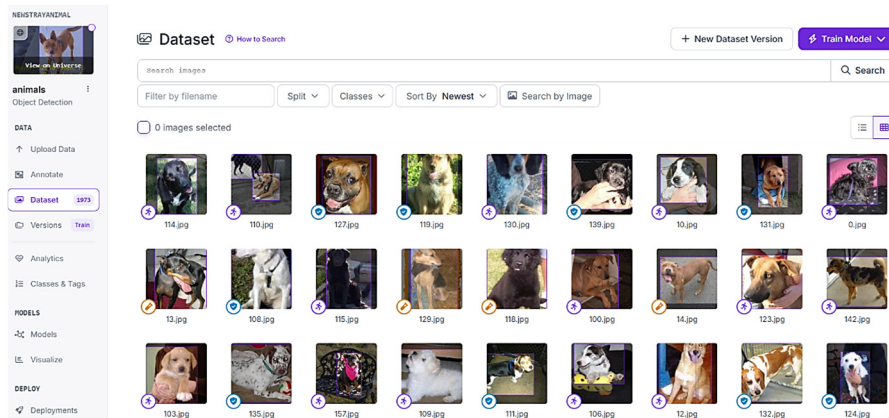 NEWSTRAYANIMAL
View on Universe
animals
Object Detection
DATA
Upload Data
Annotate
Dataset 1973
Versions Train
Analytics
Classes & Tags
MODELS
Models
Visualize
DEPLOY
Deployments
Dataset How to Search
+ New Dataset Version Train Model
Search images Search
Filter by filename Split Classes Sort By Newest Search by Image
0 images selected
114.jpg 110.jpg 127.jpg 119.jpg 130.jpg 139.jpg 10.jpg 131.jpg 0.jpg
13.jpg 108.jpg 115.jpg 129.jpg 118.jpg 100.jpg 14.jpg 123.jpg 142.jpg
103.jpg 135.jpg 157.jpg 109.jpg 111.jpg 106.jpg 12.jpg 132.jpg 124.jpg